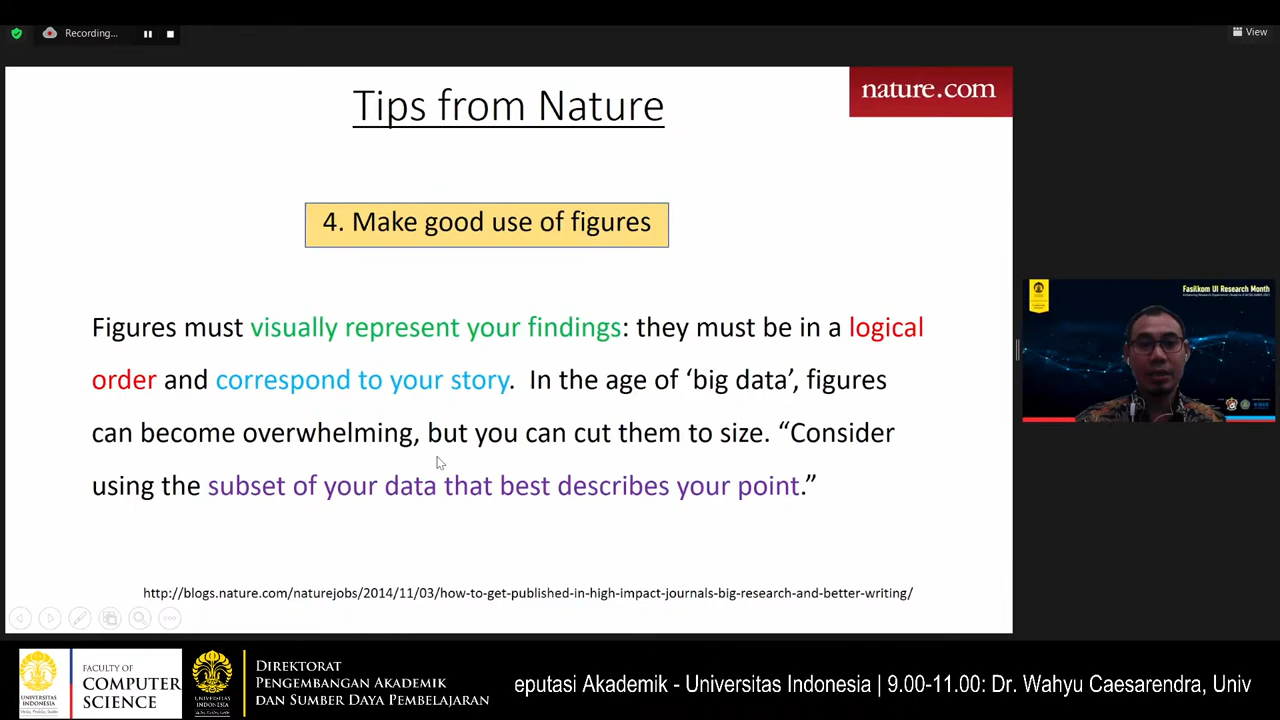 Recording...
View
Tips from Nature
nature.com
4. Make good use of figures
Figures must visually represent your findings: they must be in a logical
order and correspond to your story. In the age of ‘big data’, figures
can become overwhelming, but you can cut them to size. “Consider
using the subset of your data that best describes your point.”
http://blogs.nature.com/naturejobs/2014/11/03/how-to-get-published-in-high-impact-journals-big-research-and-better-writing/
Fasilkom UI Research Month
UNIVERSITAS
INDONESIA
FACULTY OF
COMPUTER
SCIENCE
UNIVERSITAS
INDONESIA
DIREKTORAT
PENGEMBANGAN AKADEMIK
DAN SUMBER DAYA PEMBELAJARAN
eputasi Akademik - Universitas Indonesia | 9.00-11.00: Dr. Wahyu Caesarendra, Univ